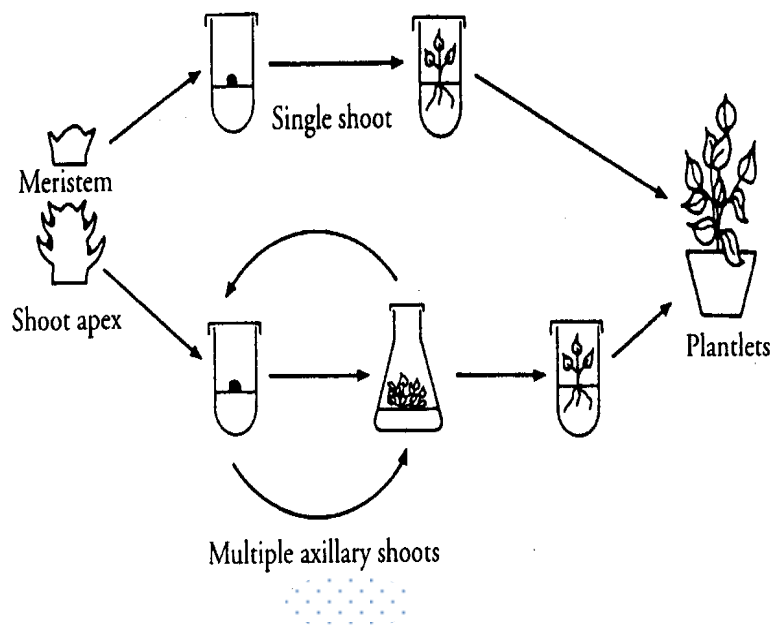 Single shoot
Meristem
Shoot apex
Plantlets
Multiple axillary shoots